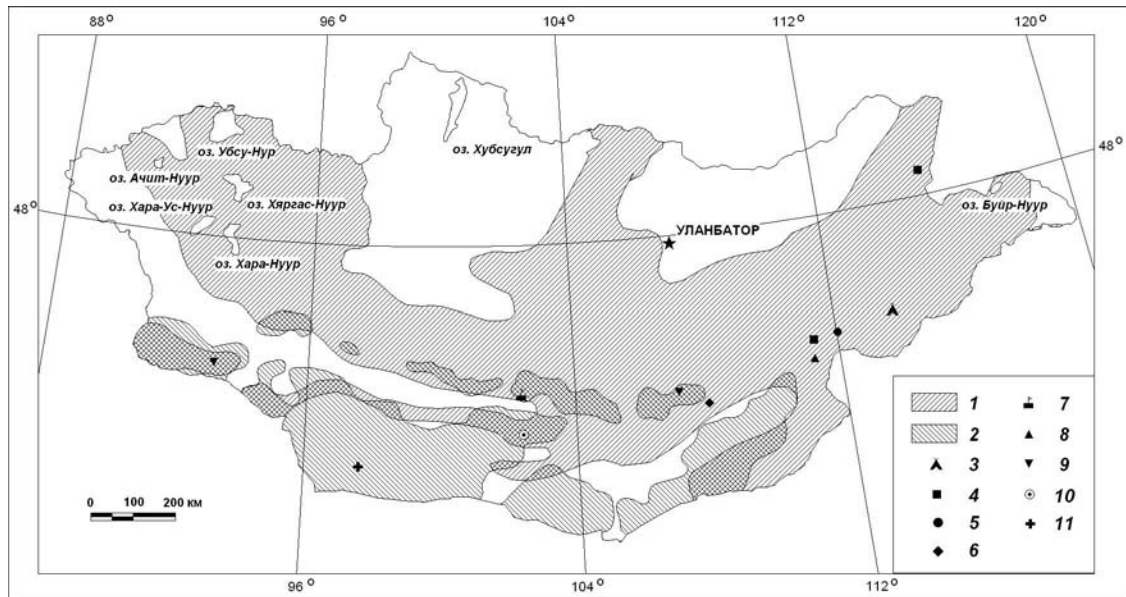 88° 96° 104° 112° 120°
48°
оз. Убсу-Нур
оз. Хубсугул
оз. Ачит-Нуур
оз. Хара-Ус-Нуур
оз. Хяргас-Нуур
оз. Буйр-Нуур
48°
УЛАНБАТОР
оз. Хара-Нуур
1 7
2 8
3 9
4 10
5 11
6
0 100 200 км
96° 104° 112°